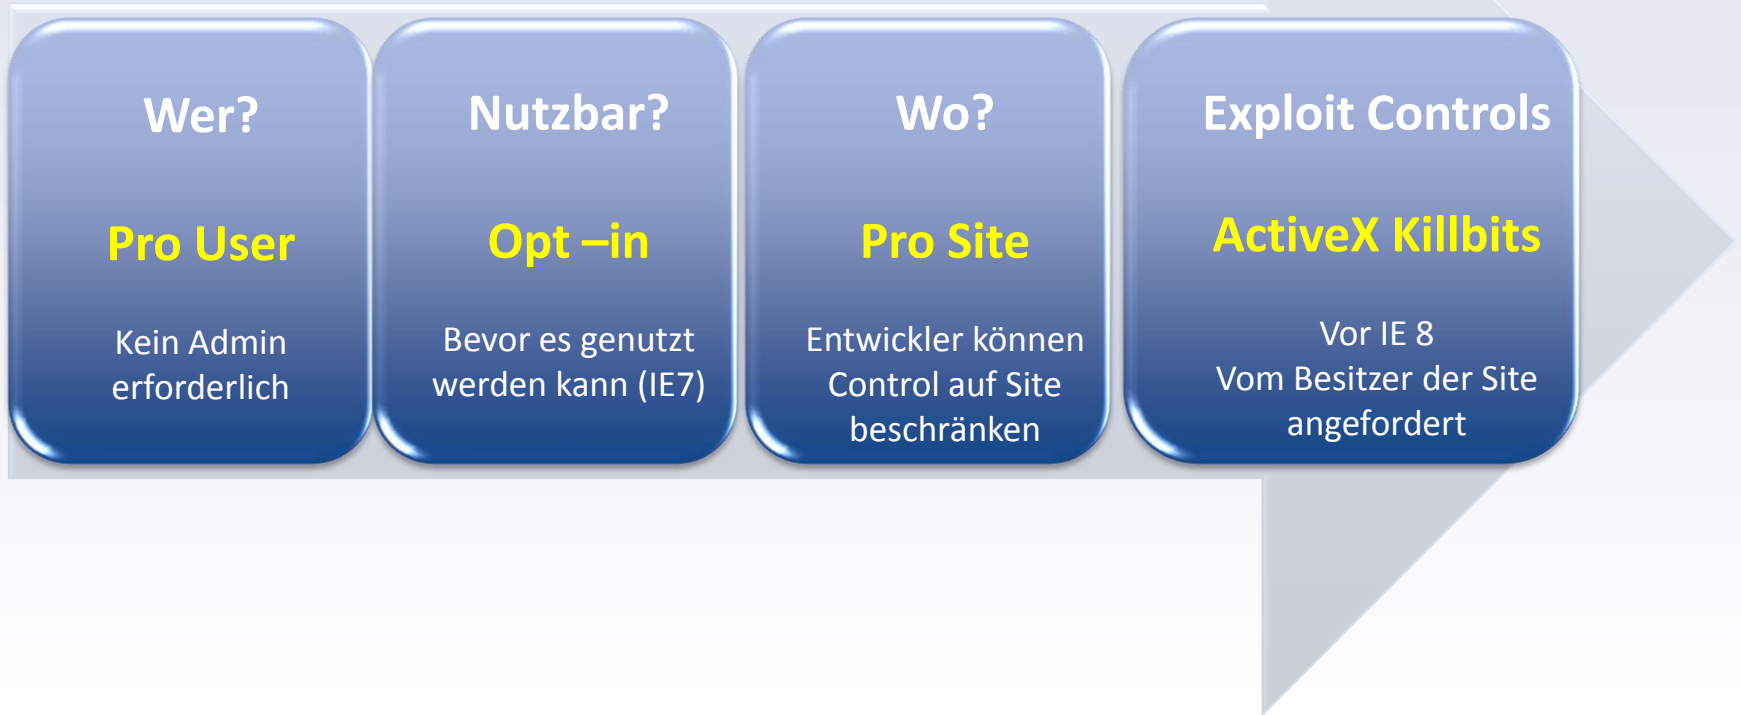 Wer?
Pro User
Kein Admin
erforderlich
Nutzbar?
Opt –in
Bevor es genutzt
werden kann (IE7)
Wo?
Pro Site
Entwickler können
Control auf Site
beschränken
Exploit Controls
ActiveX Killbits
Vor IE 8
Vom Besitzer der Site
angefordert